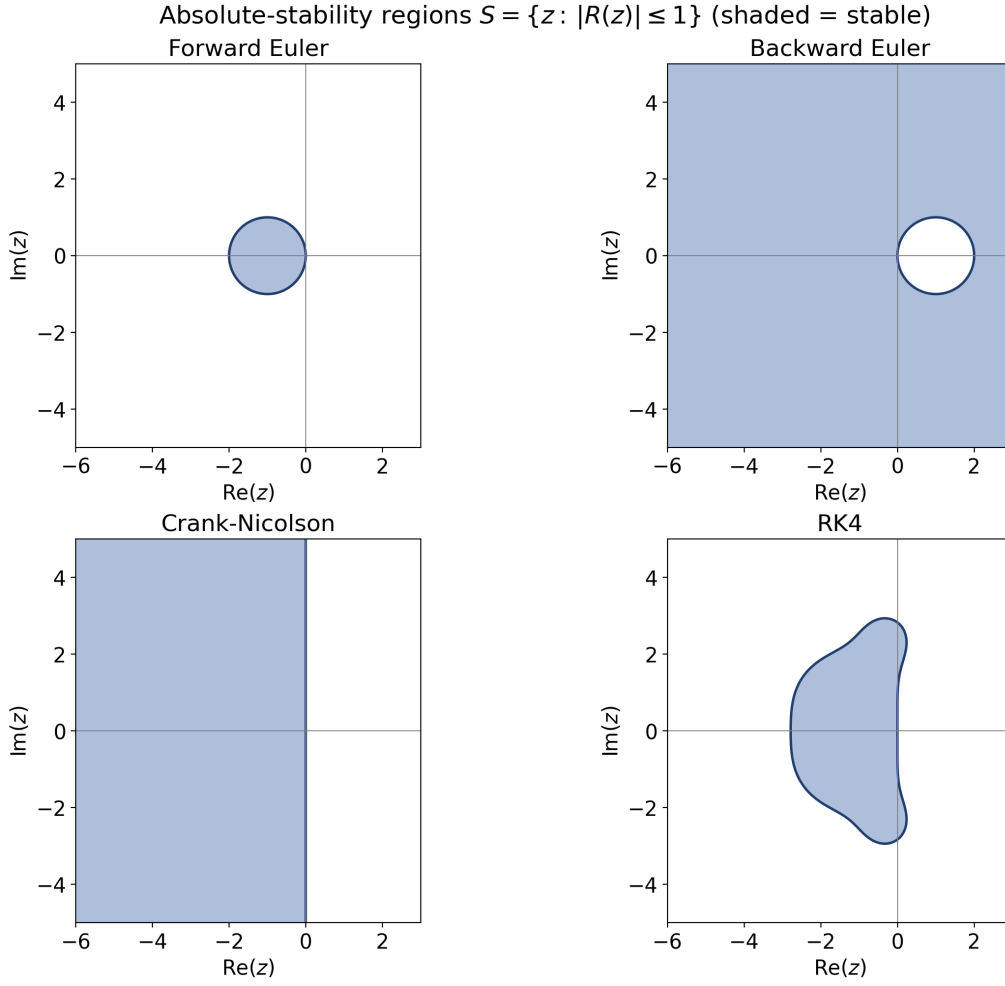 Absolute-stability regions S = {z: |R(z)| ≤ 1} (shaded = stable)
Forward Euler
4
2
0
−2
−4
Im(z)
−6 −4 −2 0 2
Re(z)
Backward Euler
4
2
0
−2
−4
Im(z)
−6 −4 −2 0 2
Re(z)
Crank-Nicolson
4
2
0
−2
−4
Im(z)
−6 −4 −2 0 2
Re(z)
RK4
4
2
0
−2
−4
Im(z)
−6 −4 −2 0 2
Re(z)